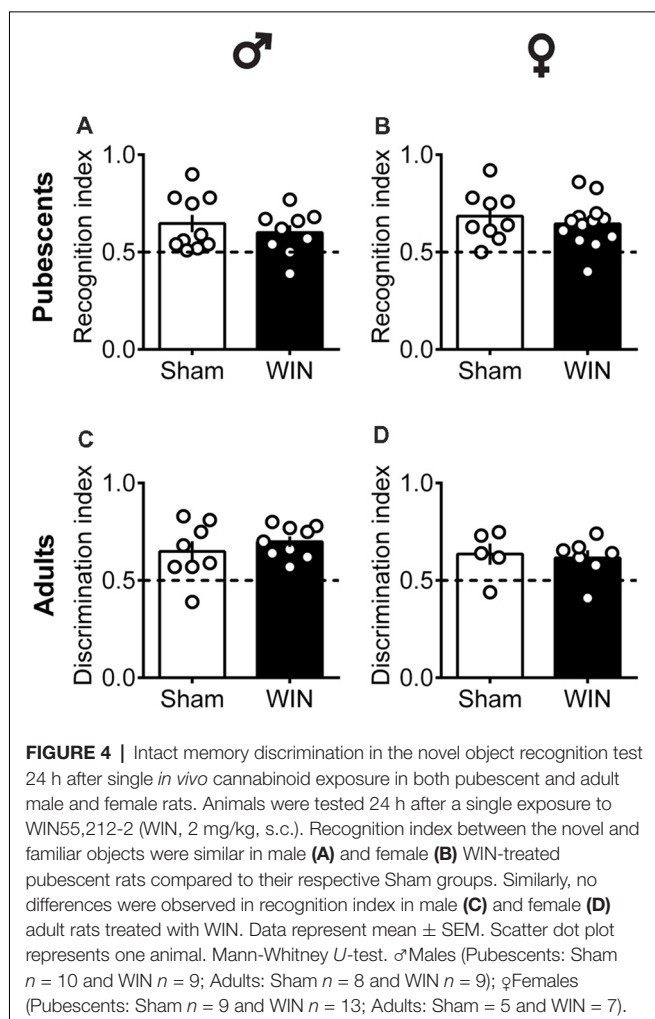 ♂ ♀
A B
Pubescents
Recognition index
1.0
0.5
0.0
Sham WIN
Recognition index
1.0
0.5
0.0
Sham WIN
C D
Adults
Discrimination index
1.0
0.5
0.0
Sham WIN
Discrimination index
1.0
0.5
0.0
Sham WIN
FIGURE 4 | Intact memory discrimination in the novel object recognition test
24 h after single in vivo cannabinoid exposure in both pubescent and adult
male and female rats. Animals were tested 24 h after a single exposure to
WIN55,212-2 (WIN, 2 mg/kg, s.c.). Recognition index between the novel and
familiar objects were similar in male (A) and female (B) WIN-treated
pubescent rats compared to their respective Sham groups. Similarly, no
differences were observed in recognition index in male (C) and female (D)
adult rats treated with WIN. Data represent mean ± SEM. Scatter dot plot
represents one animal. Mann-Whitney U-test. ♂Males (Pubescents: Sham
n = 10 and WIN n = 9; Adults: Sham n = 8 and WIN n = 9); ♀Females
(Pubescents: Sham n = 9 and WIN n = 13; Adults: Sham = 5 and WIN = 7).